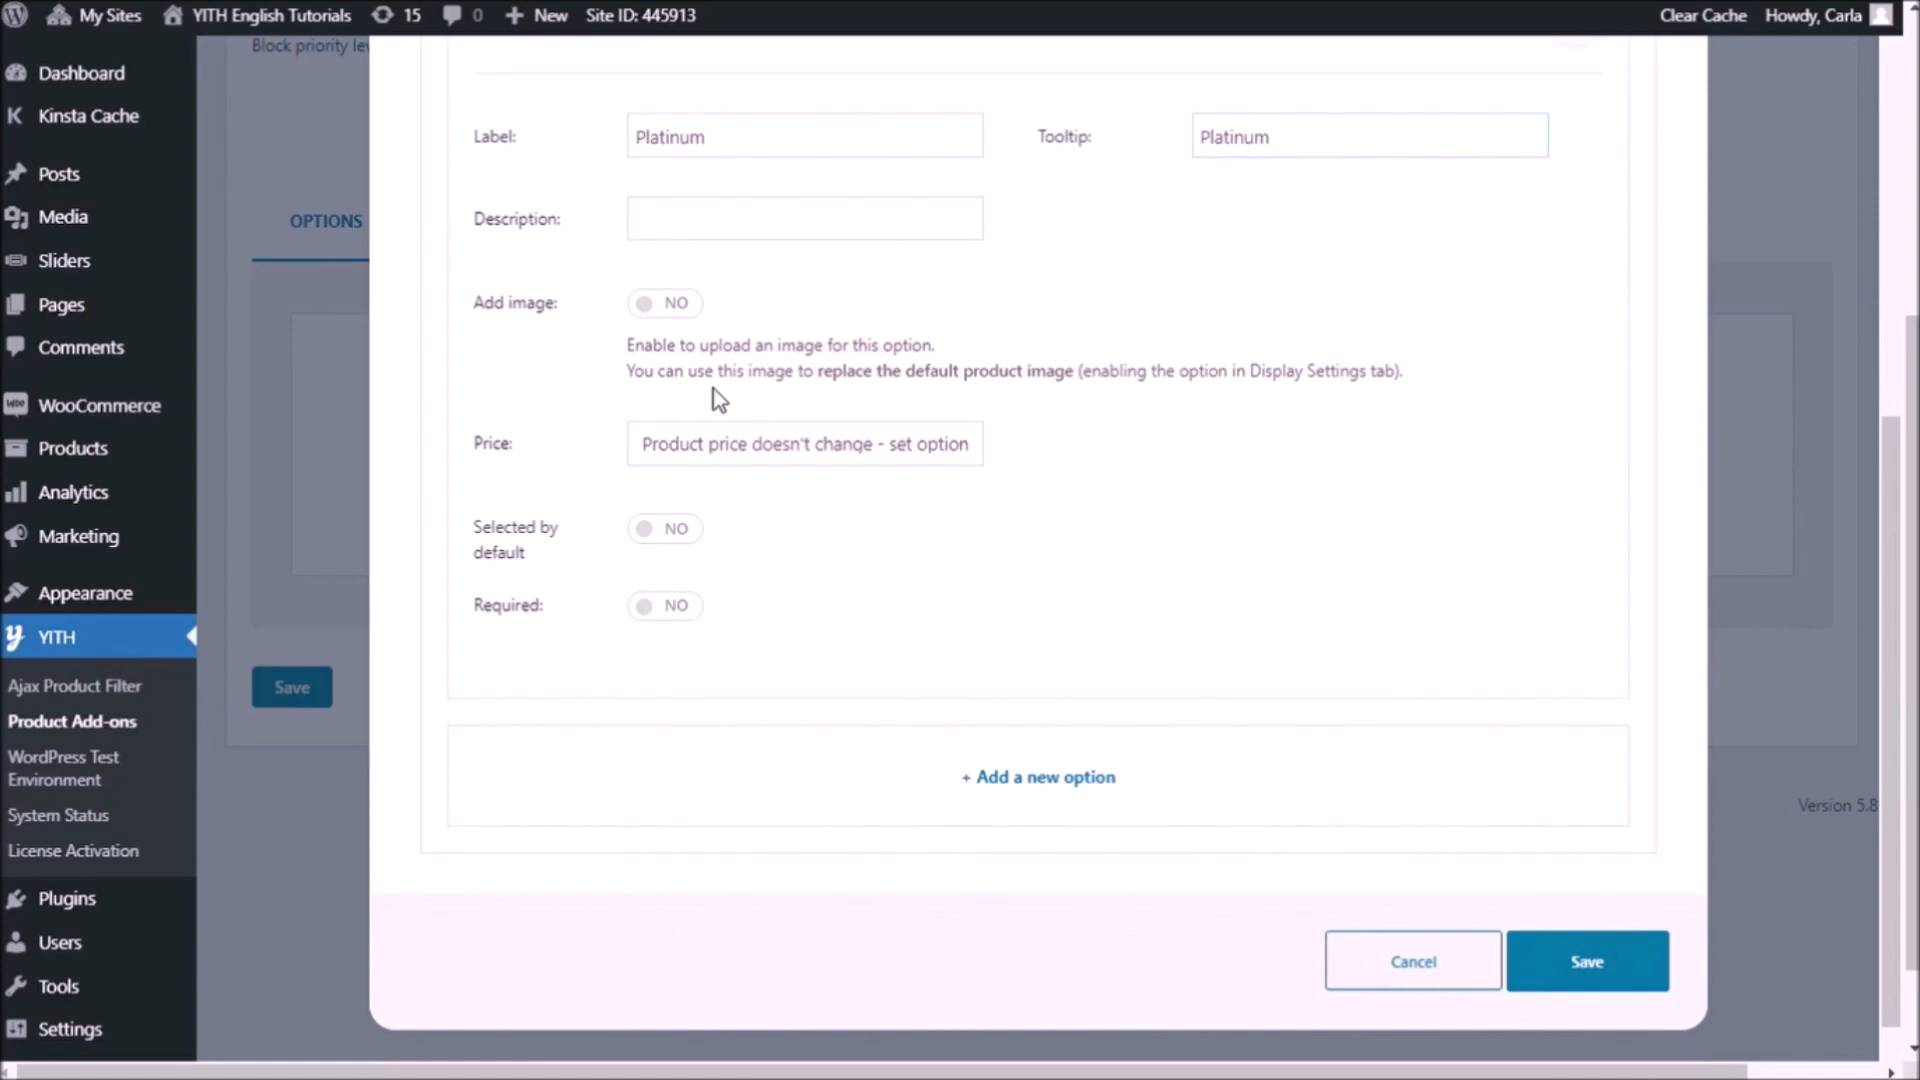 My Sites
YITH English Tutorials
15
0
New
Site ID: 445913
Clear Cache
Howdy, Carla
Dashboard
Kinsta Cache
Posts
Media
Sliders
Pages
Comments
WooCommerce
Products
Analytics
Marketing
Appearance
YITH
Ajax Product Filter
Product Add-ons
WordPress Test
Environment
System Status
License Activation
Plugins
Users
Tools
Settings
Block priority le
OPTIONS
Save
Label:
Platinum
Tooltip:
Platinum
Description:
Add image:
NO
Enable to upload an image for this option.
You can use this image to replace the default product image (enabling the option in Display Settings tab).
Price:
Product price doesn't change - set option
Selected by
default
NO
Required:
NO
+ Add a new option
Cancel
Save
Version 5.8